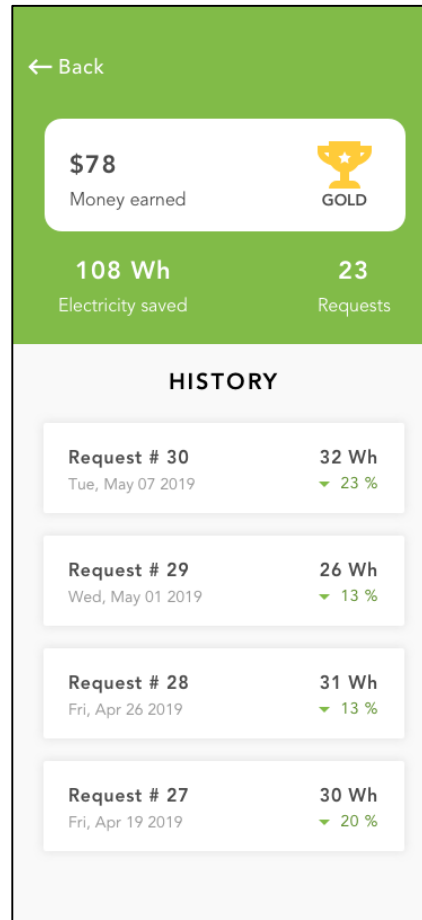 ← Back
$78
Money earned
GOLD
108 Wh
Electricity saved
23
Requests
HISTORY
Request # 30
Tue, May 07 2019
32 Wh
▼ 23 %
Request # 29
Wed, May 01 2019
26 Wh
▼ 13 %
Request # 28
Fri, Apr 26 2019
31 Wh
▼ 13 %
Request # 27
Fri, Apr 19 2019
30 Wh
▼ 20 %